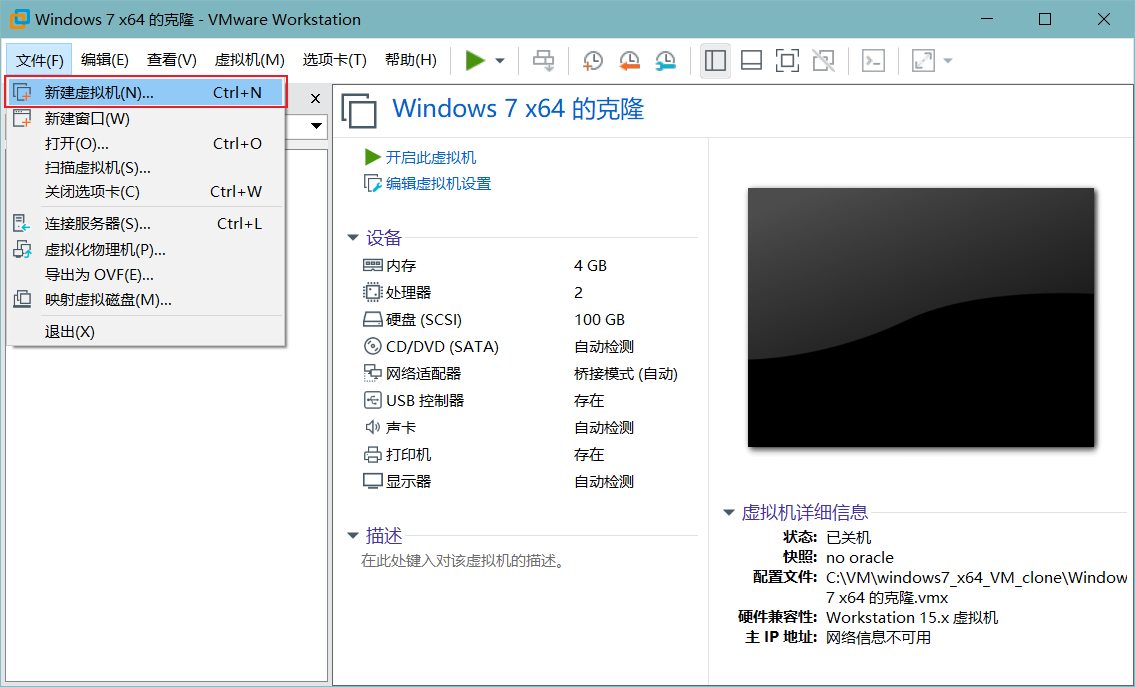 Windows 7 x64 的克隆 - VMware Workstation
文件(F) 编辑(E) 查看(V) 虚拟机(M) 选项卡(T) 帮助(H)
新建虚拟机(N)... Ctrl+N
新建窗口(W)
打开(O)... Ctrl+O
扫描虚拟机(S)...
关闭选项卡(C) Ctrl+W
连接服务器(S)... Ctrl+L
虚拟化物理机(P)...
导出为 OVF(E)...
映射虚拟磁盘(M)...
退出(X)
Windows 7 x64 的克隆
开启此虚拟机
编辑虚拟机设置
设备
内存 4 GB
处理器 2
硬盘 (SCSI) 100 GB
CD/DVD (SATA) 自动检测
网络适配器 桥接模式 (自动)
USB 控制器 存在
声卡 自动检测
打印机 存在
显示器 自动检测
描述
在此处键入对该虚拟机的描述。
虚拟机详细信息
状态: 已关机
快照: no oracle
配置文件: C:\VM\windows7_x64_VM_clone\Window
7 x64 的克隆.vmx
硬件兼容性: Workstation 15.x 虚拟机
主 IP 地址: 网络信息不可用